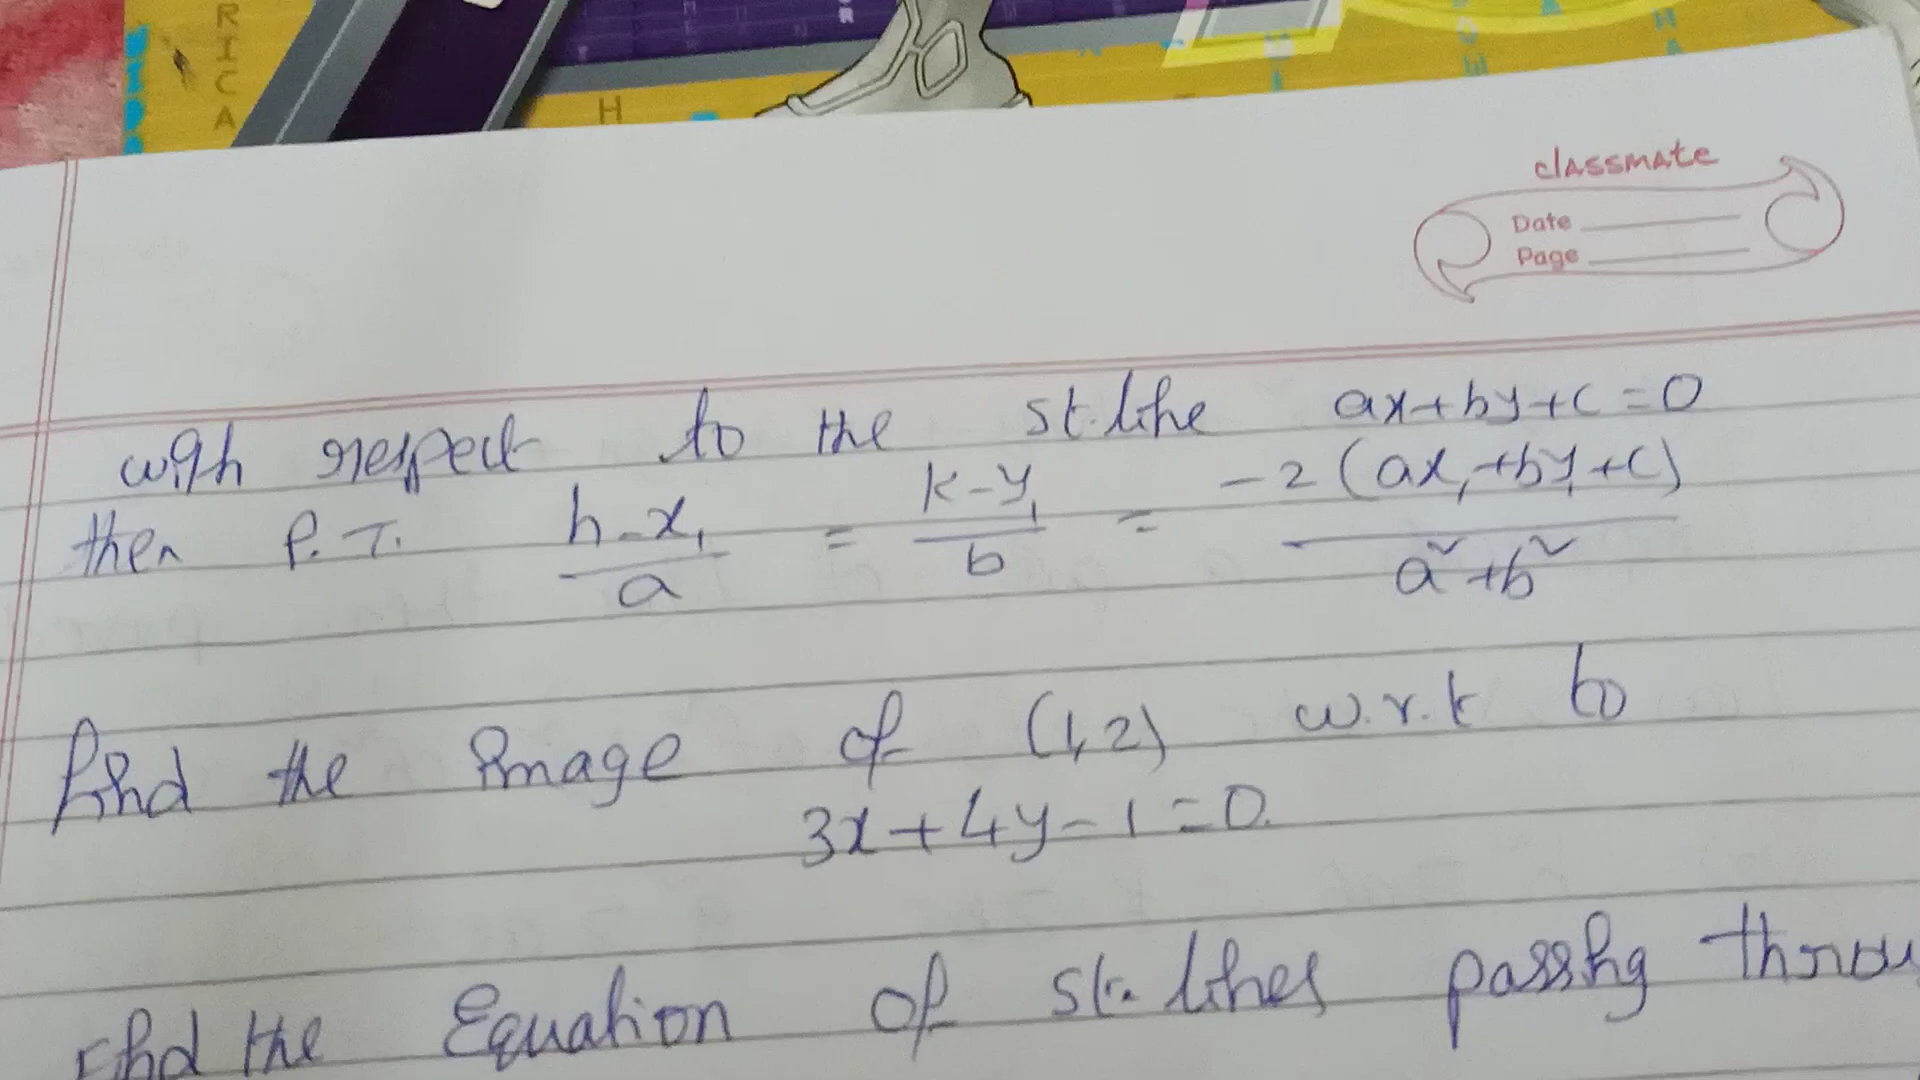 RICA
H
classmate
Date
Page
with respect to the st. line ax+by+c=0
then P.T. h-x₁/a = k-y₁/b = -2(ax₁+by₁+c)/a²+b²
find the image of (1,2) w.r.t to
3x+4y-1=0.
Find the Equation of st. lines passing throu